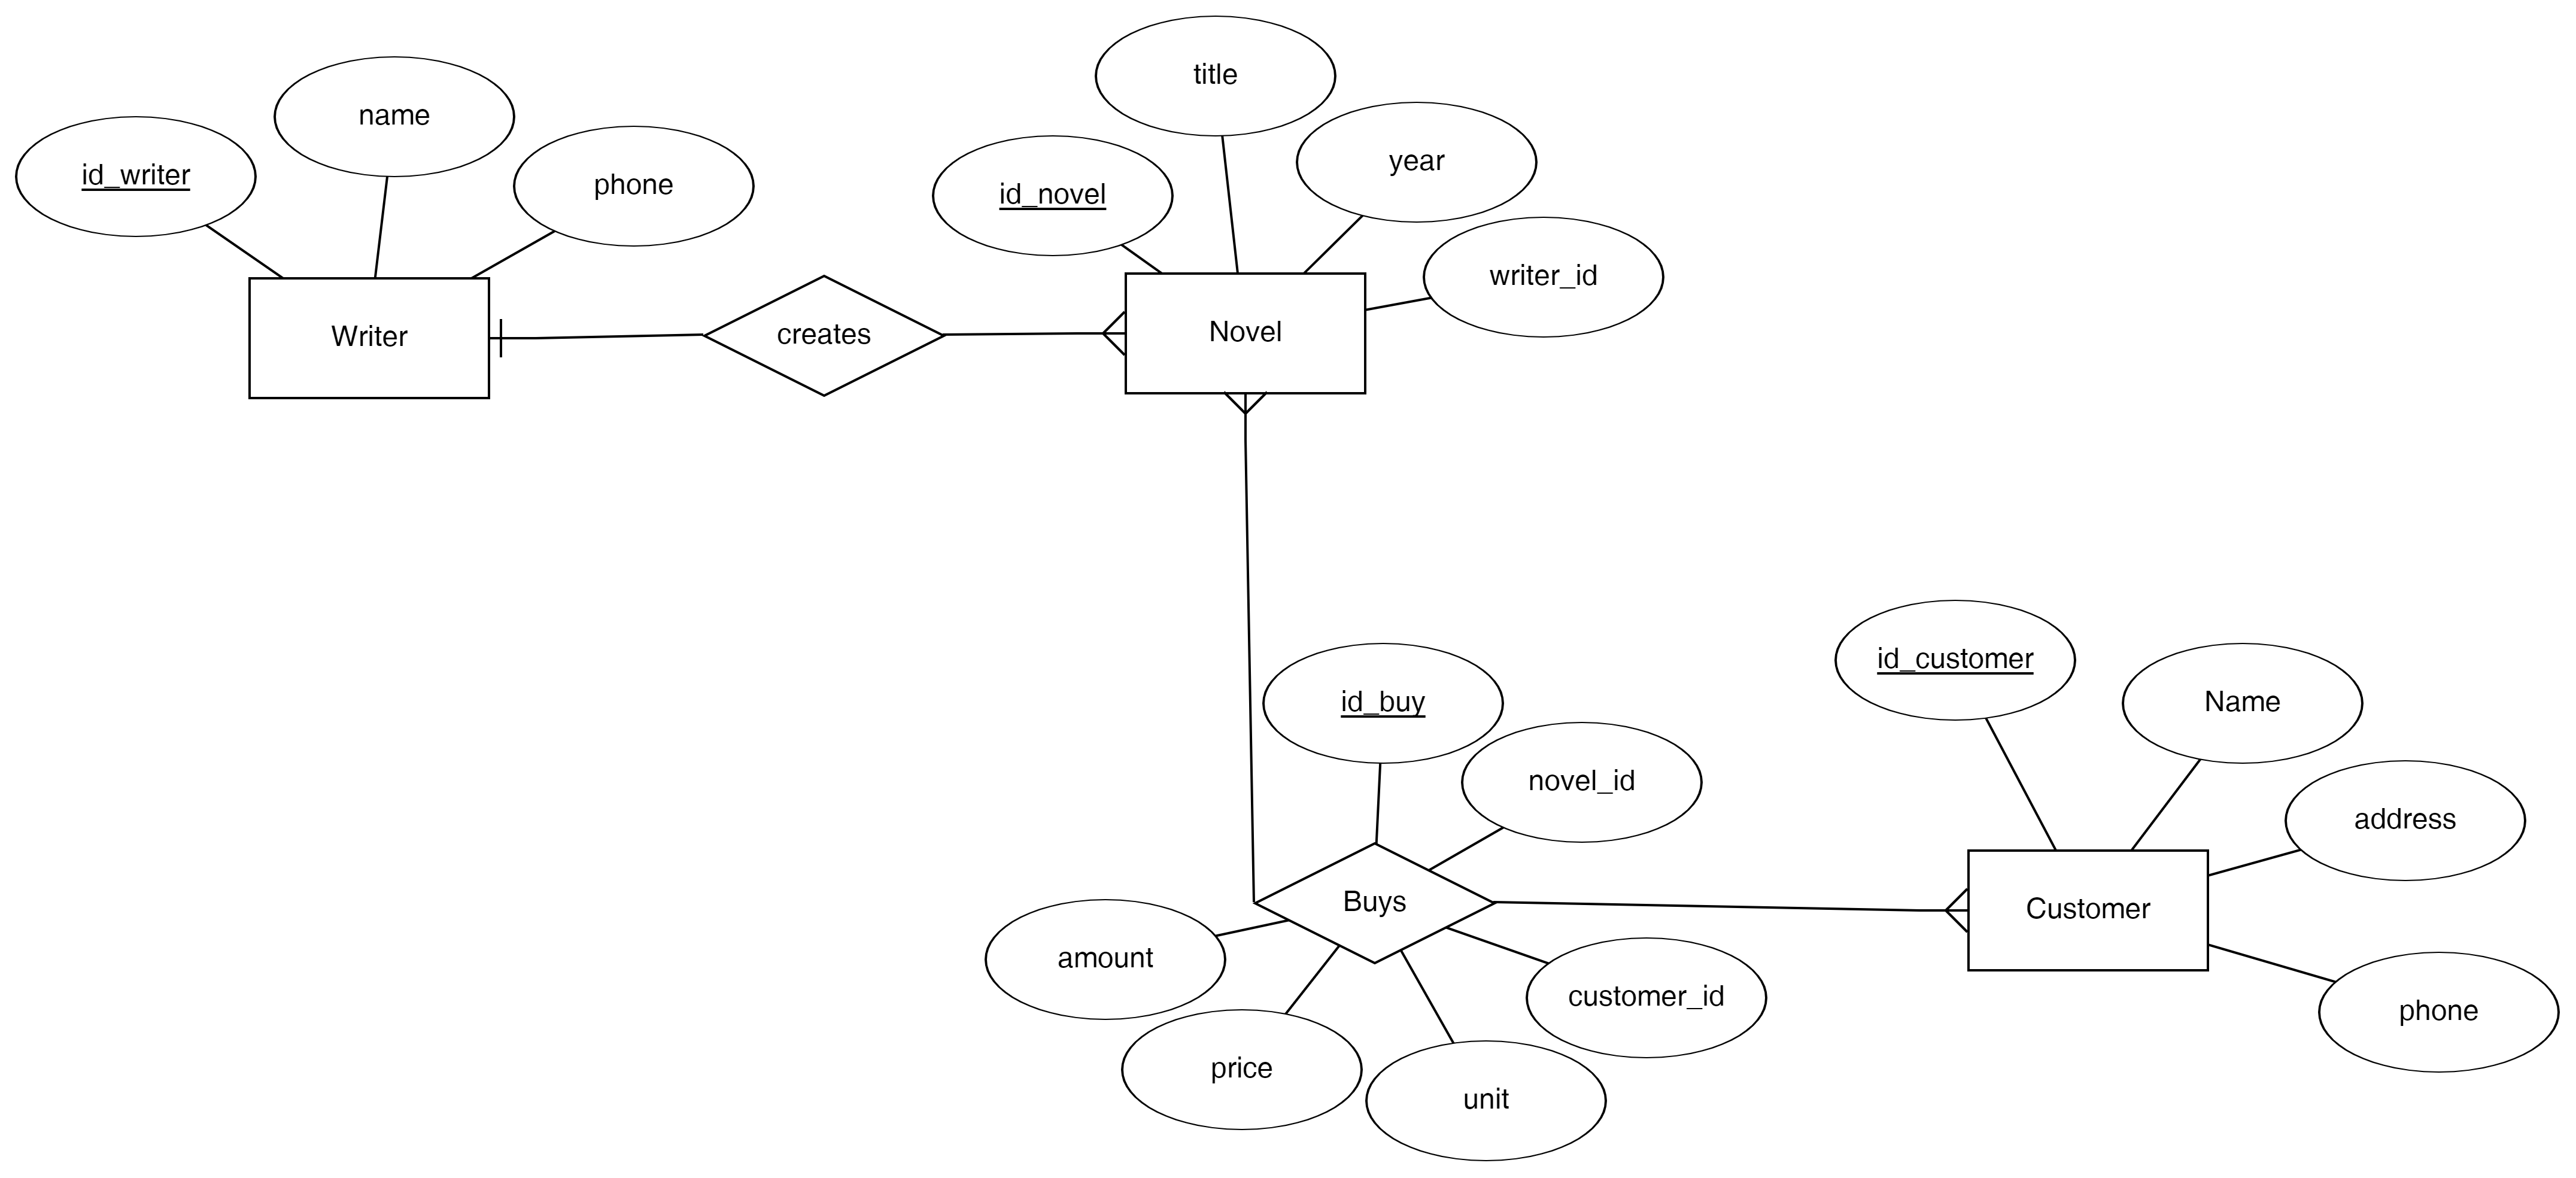 title
name
year
id_writer
phone
id_novel
writer_id
Writer
creates
Novel
id_customer
id_buy
Name
novel_id
address
Buys
Customer
amount
customer_id
phone
price
unit